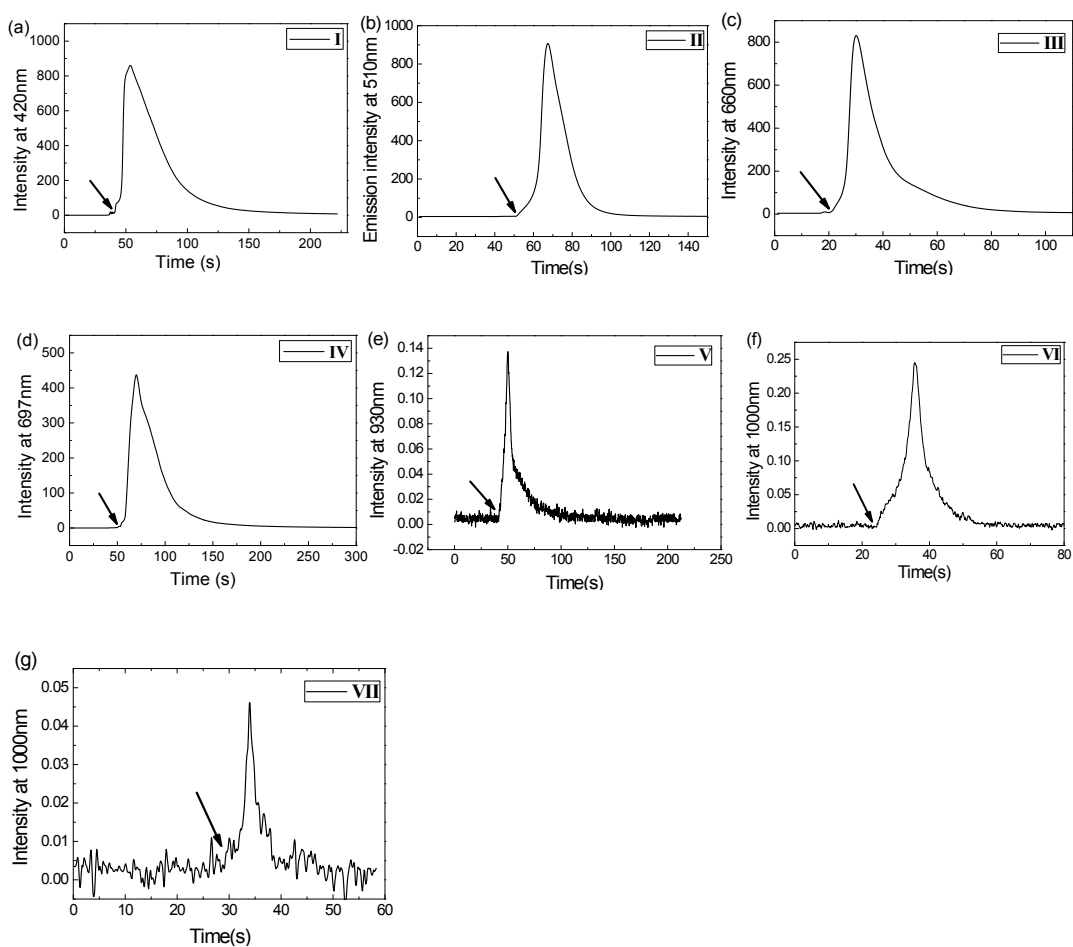 (a)
I
Intensity at 420nm
1000
800
600
400
200
0
0 50 100 150 200
Time (s)
(b)
II
Emission intensity at 510nm
1000
800
600
400
200
0
0 20 40 60 80 100 120 140
Time(s)
(c)
III
Intensity at 660nm
800
600
400
200
0
0 20 40 60 80 100
Time(s)
(d)
IV
Intensity at 697nm
500
400
300
200
100
0
0 50 100 150 200 250 300
Time (s)
(e)
V
Intensity at 930nm
0.14
0.12
0.10
0.08
0.06
0.04
0.02
0.00
-0.02
0 50 100 150 200 250
Time(s)
(f)
VI
Intensity at 1000nm
0.25
0.20
0.15
0.10
0.05
0.00
0 20 40 60 80
Time(s)
(g)
VII
Intensity at 1000nm
0.05
0.04
0.03
0.02
0.01
0.00
0 10 20 30 40 50 60
Time(s)